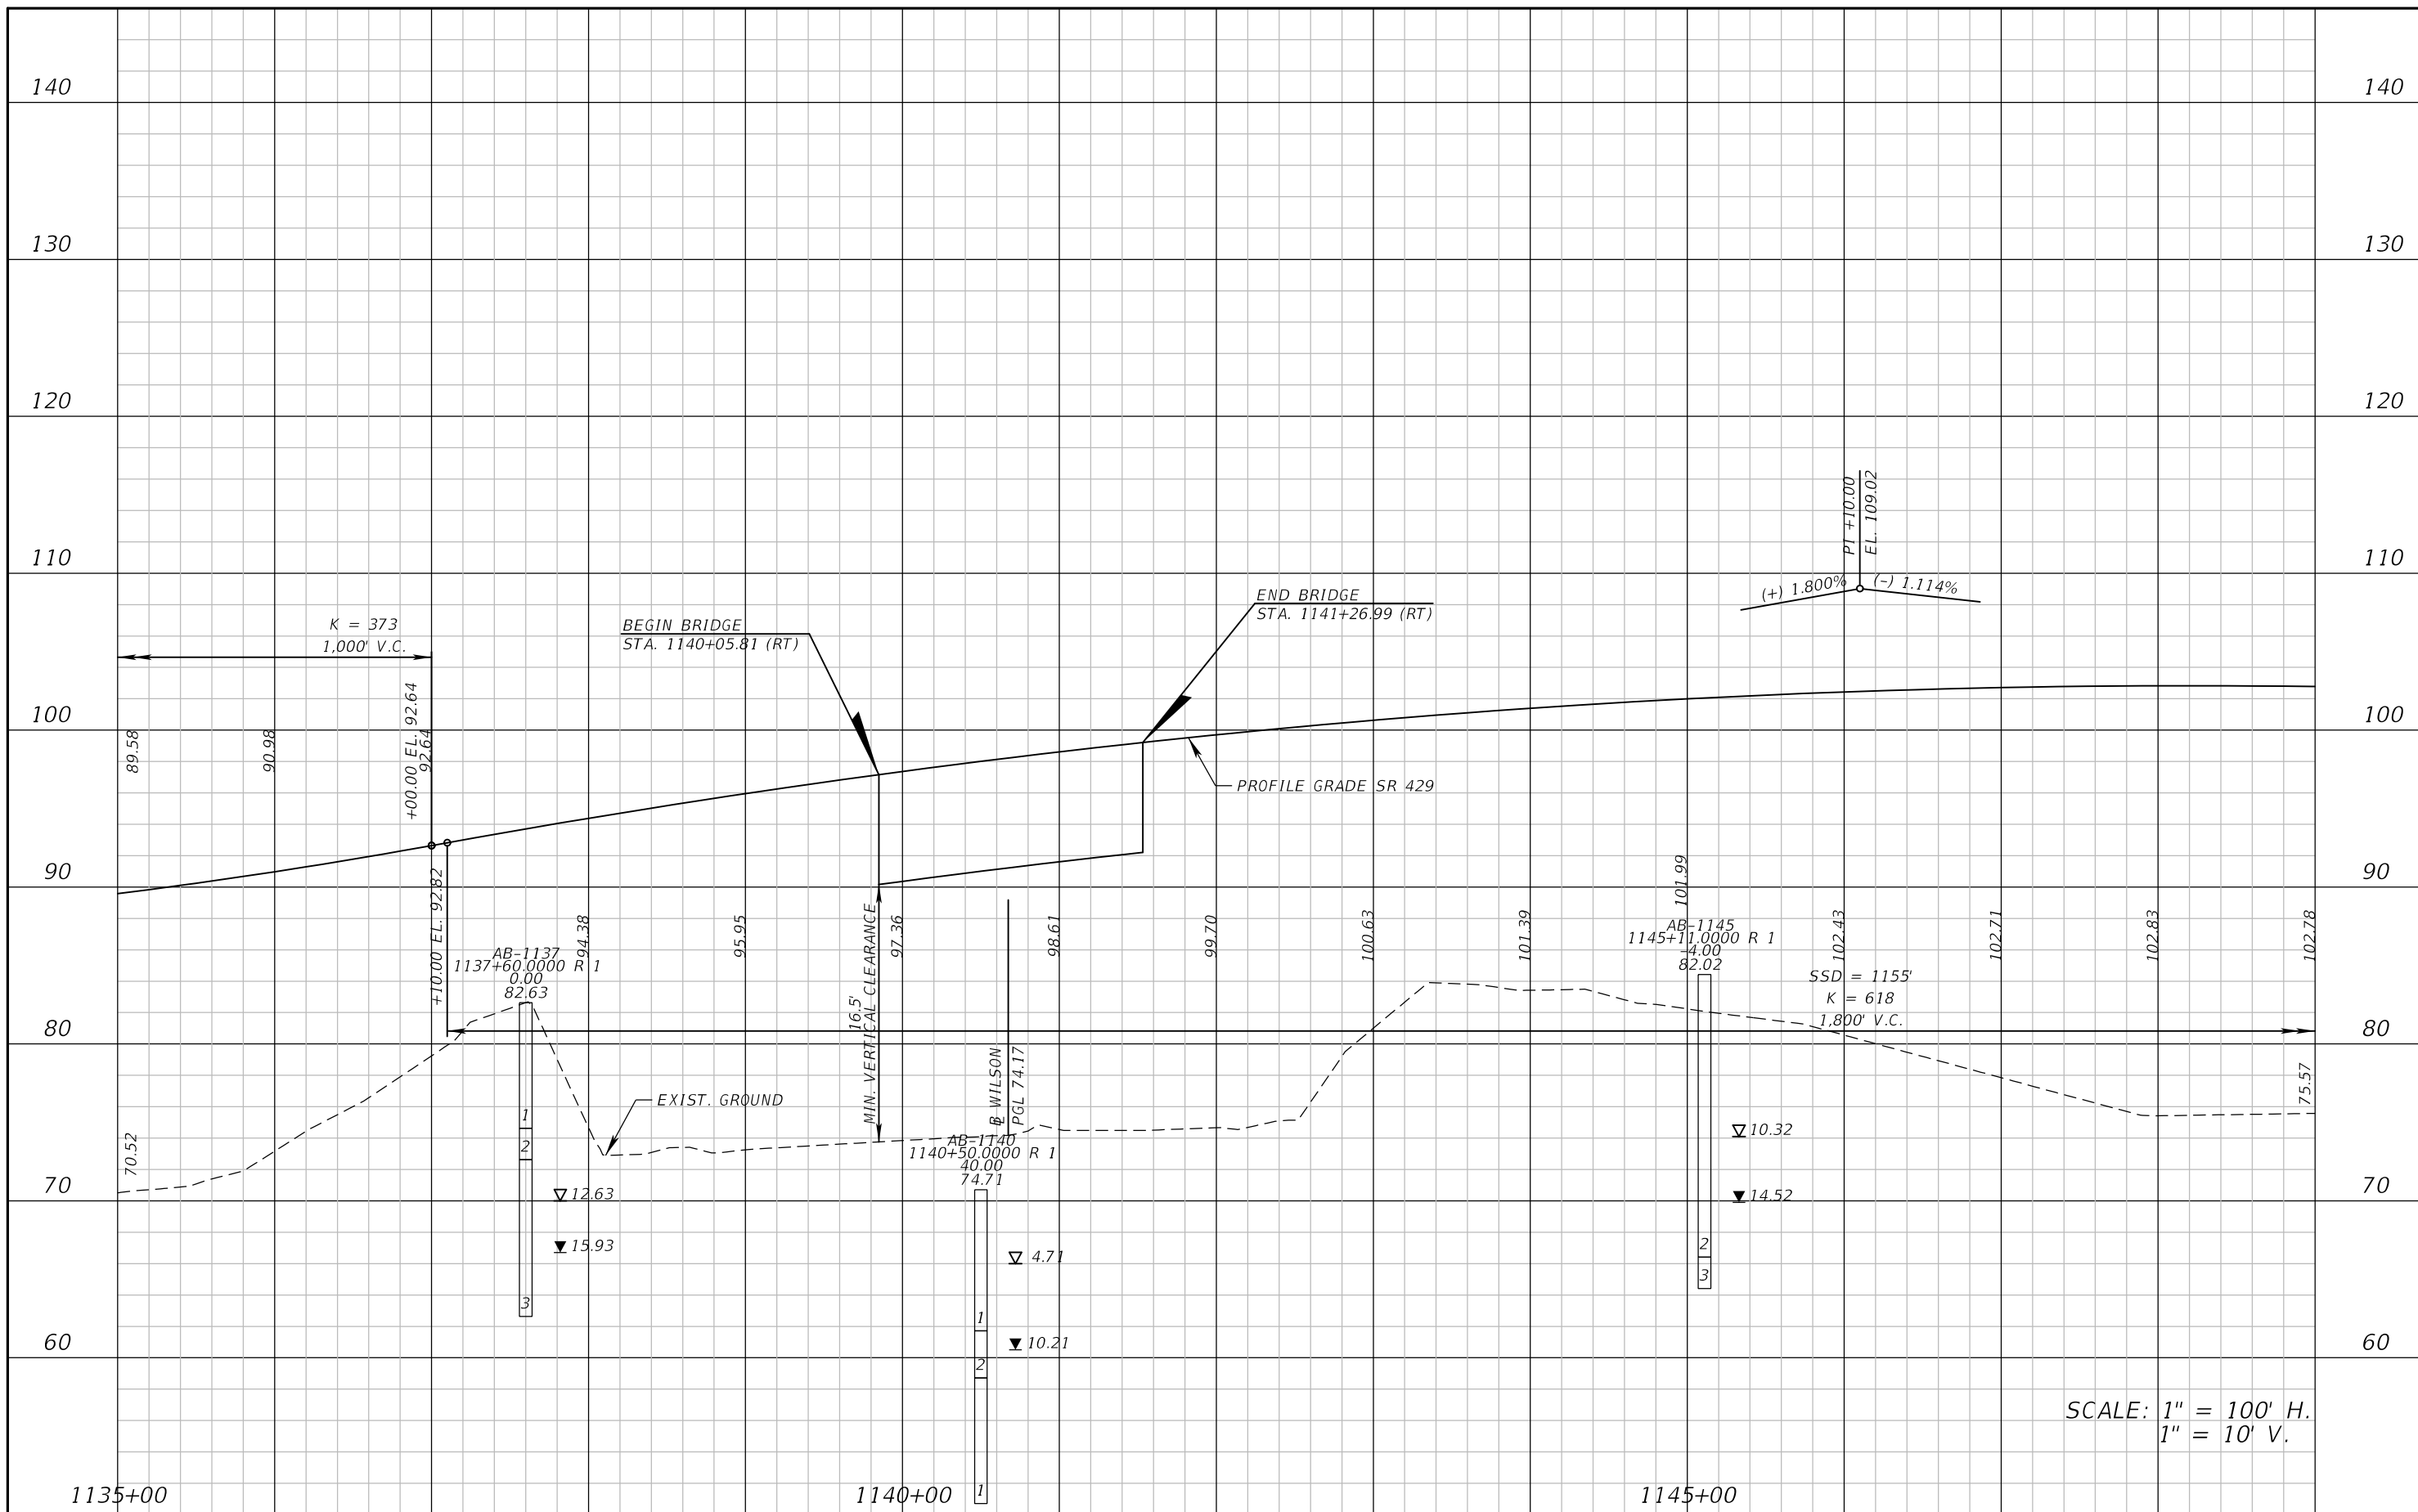 140
140
130
130
120
120
110
110
100
100
90
90
80
80
70
70
60
60
K = 373
1,000' V.C.
+00.00 EL. 92.64
92.64
89.58
90.98
BEGIN BRIDGE
STA. 1140+05.81 (RT)
END BRIDGE
STA. 1141+26.99 (RT)
PI +10.00
EL. 109.02
(+) 1.800%
(-) 1.114%
PROFILE GRADE SR 429
+10.00 EL. 92.82
94.38
95.95
97.36
98.61
99.70
100.63
101.39
101.99
102.43
102.71
102.83
102.78
AB-1137
1137+60.0000 R 1
0.00
82.63
1
2
3
12.63
15.93
16.5'
MIN. VERTICAL CLEARANCE
EXIST. GROUND
WILSON
PGL 74.17
AB-1140
1140+50.0000 R 1
40.00
74.71
1
2
1
4.71
10.21
AB-1145
1145+11.0000 R 1
-4.00
82.02
2
3
10.32
14.52
SSD = 1155'
K = 618
1,800' V.C.
70.52
75.57
SCALE: 1" = 100' H.
1" = 10' V.
1135+00
1140+00
1145+00